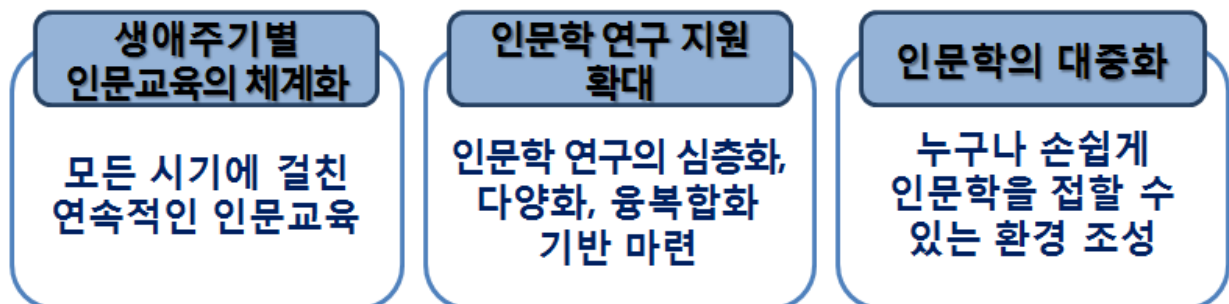 생애주기별
인문교육의 체계화
모든 시기에 걸친
연속적인 인문교육
인문학 연구 지원
확대
인문학 연구의 심층화,
다양화, 융복합화
기반 마련
인문학의 대중화
누구나 손쉽게
인문학을 접할 수
있는 환경 조성